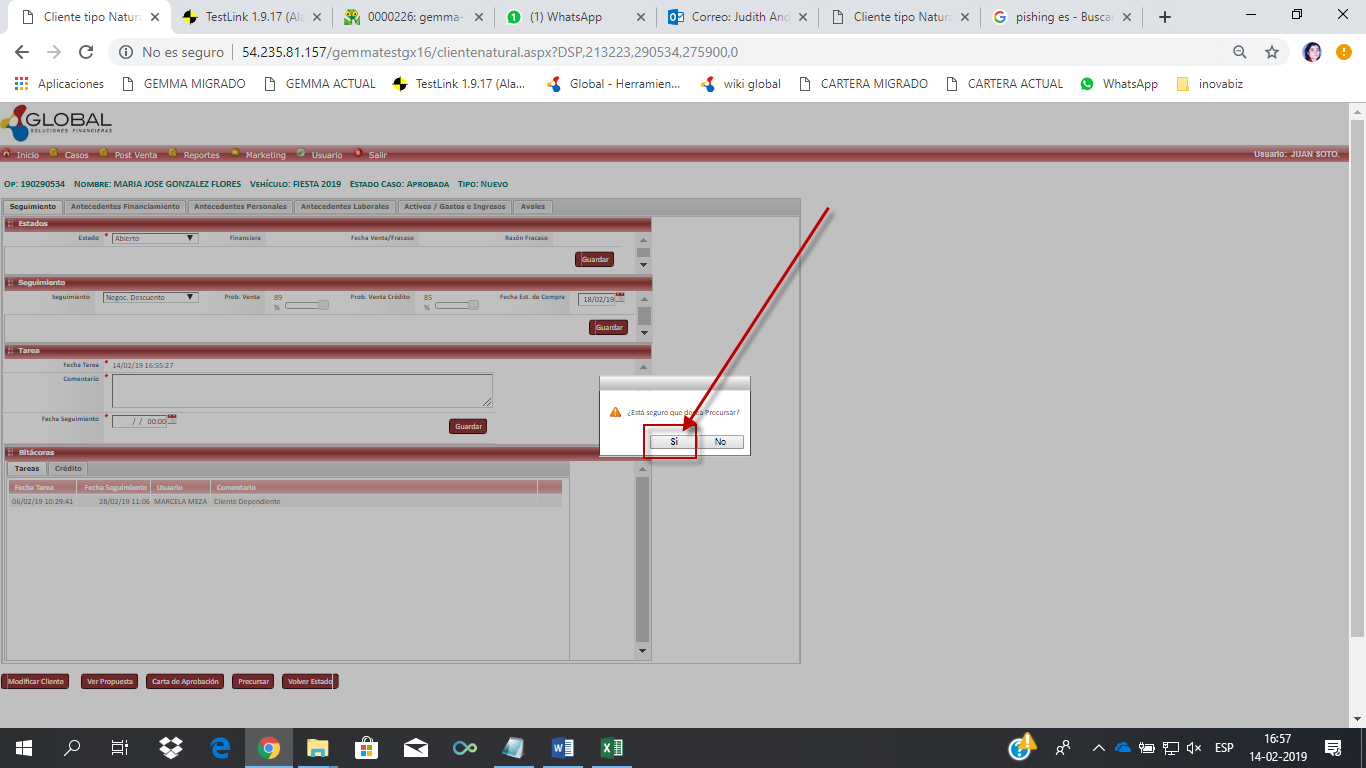 Cliente tipo Natura
TestLink 1.9.17 (Ala
0000226: gemma-
(1) WhatsApp
Correo: Judith And
Cliente tipo Natura
pishing es - Buscar
No es seguro
54.235.81.157/gemmatestgx16/clientenatural.aspx?DSP,213223,290534,275900,0
Aplicaciones
GEMMA MIGRADO
GEMMA ACTUAL
TestLink 1.9.17 (Ala...
Global - Herramien...
wiki global
CARTERA MIGRADO
CARTERA ACTUAL
WhatsApp
inovabiz
GLOBAL
SOLUCIONES FINANCIERAS
Inicio Casos Post Venta Reportes Marketing Usuario Salir
Usuario: JUAN SOTO.
Op: 190290534 Nombre: MARIA JOSE GONZALEZ FLORES Vehículo: FIESTA 2019 Estado Caso: Aprobada Tipo: Nuevo
Seguimiento Antecedentes Financiamiento Antecedentes Personales Antecedentes Laborales Activos / Gastos e Ingresos Avales
Estados
Estado * Abierto Financiera Fecha Venta/Fracaso Razón Fracaso
Guardar
Seguimiento
Seguimiento Negoc. Descuento Prob. Venta 89 % Prob. Venta Crédito 85 % Fecha Est. de Compra 18/02/19
Guardar
Tarea
Fecha Terea * 14/02/19 16:55:27
Comentario *
Fecha Seguimiento * / / 00:00
Guardar
¿Está seguro que desea Precursar?
Si No
Bitácoras
Tareas Crédito
Fecha Tarea Fecha Seguimiento Usuario Comentario
06/02/19 10:29:41 28/02/19 11:06 MARCELA MEZA Cliente Dependiente
Modificar Cliente Ver Propuesta Carta de Aprobación Precursar Volver Estado
ESP
16:57
14-02-2019